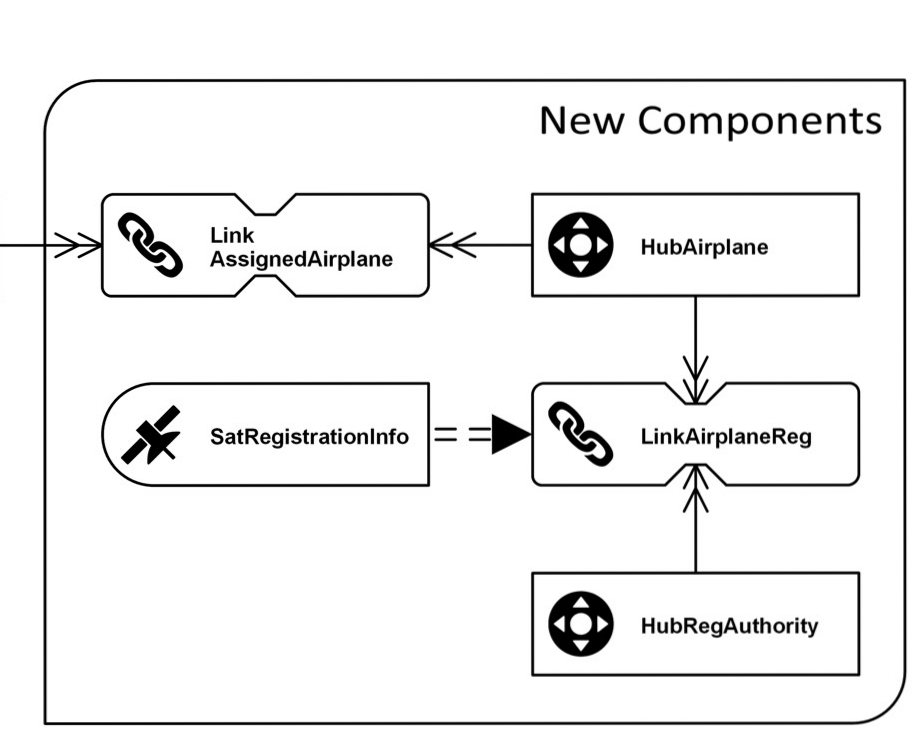 New Components
Link
AssignedAirplane
HubAirplane
SatRegistrationInfo
LinkAirplaneReg
HubRegAuthority